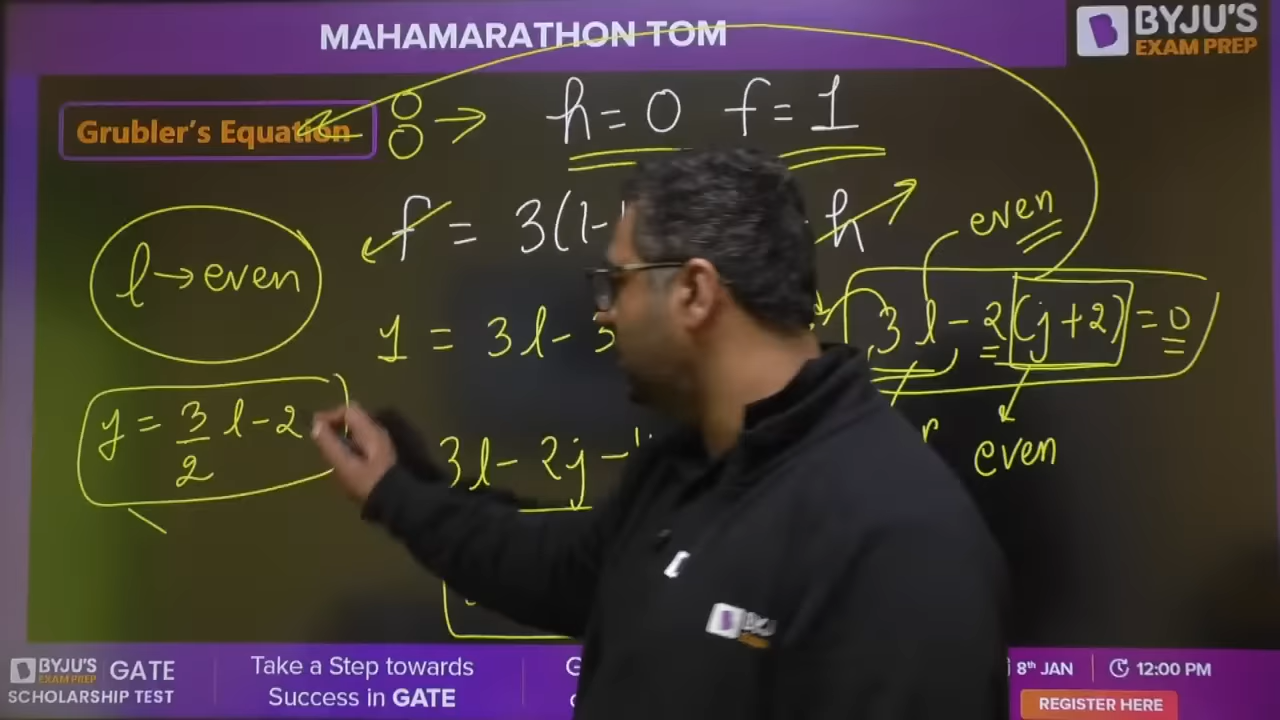 MAHAMARATHON TOM
BYJU'S
EXAM PREP
Grubler's Equation
h=0 f=1
f = 3(l- h
even
l→even
1 = 3l-3
3l-2(j+2)=0
j = 3/2 l-2
3l-2j-4
even
BYJU'S
EXAM PREP
GATE
SCHOLARSHIP TEST
Take a Step towards
Success in GATE
8th JAN
12:00 PM
REGISTER HERE